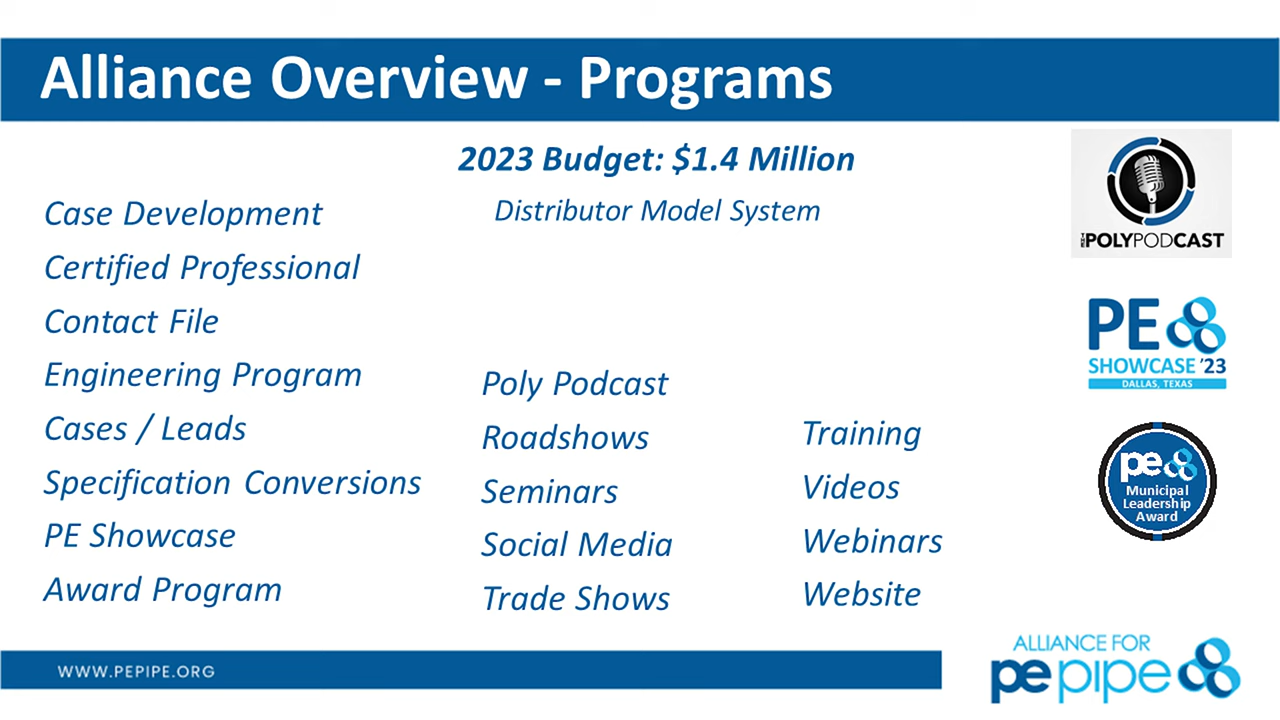 Alliance Overview - Programs
2023 Budget: $1.4 Million
Distributor Model System
Case Development
Certified Professional
Contact File
Engineering Program
Cases / Leads
Specification Conversions
PE Showcase
Award Program
Poly Podcast
Roadshows
Seminars
Social Media
Trade Shows
Training
Videos
Webinars
Website
POLYPODCAST
PE
SHOWCASE '23
DALLAS, TEXAS
pe
Municipal
Leadership
Award
WWW.PEPIPE.ORG
ALLIANCE FOR
pe pipe